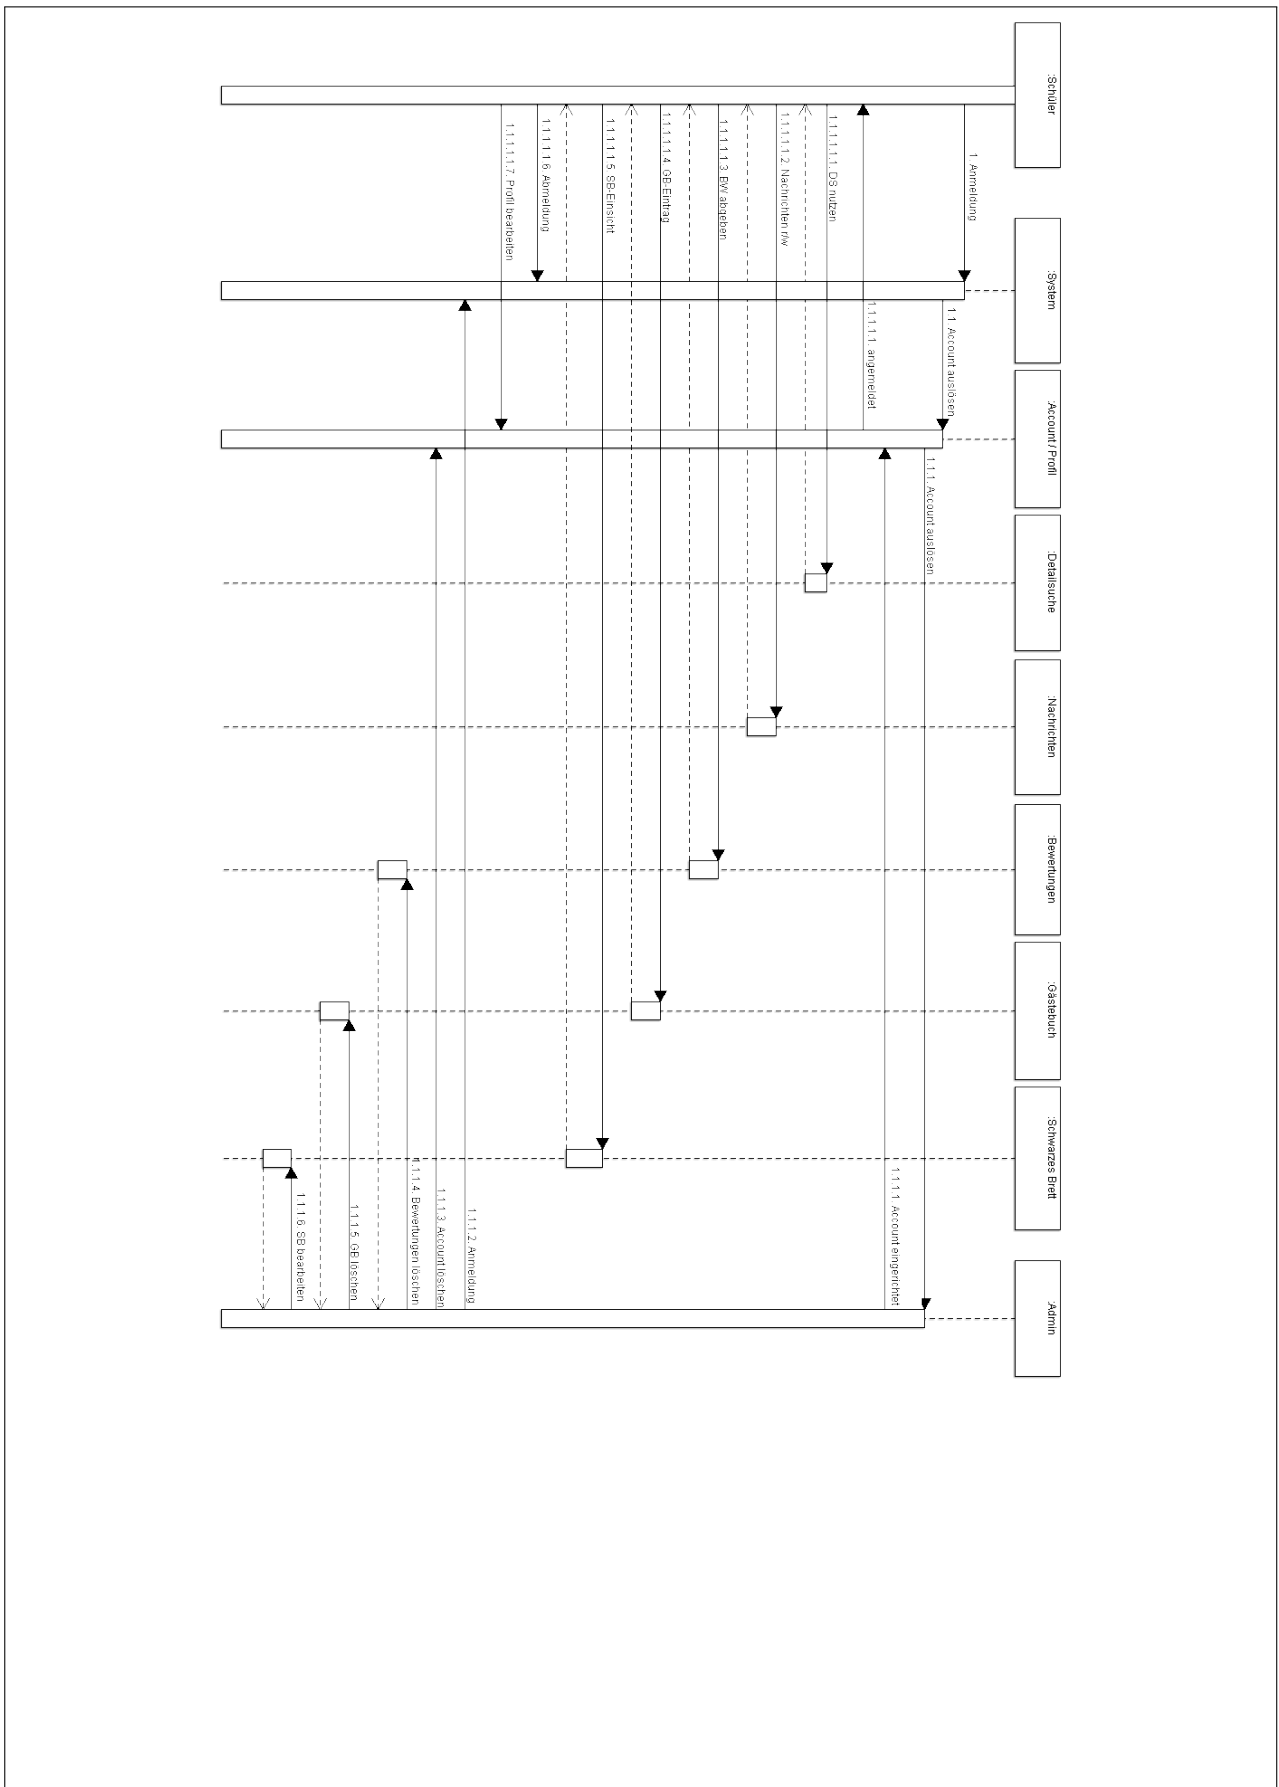 :Schüler
:System
:Account / Profil
:Detailsuche
:Nachrichten
:Bewertungen
:Gästebuch
:Schwarzes Brett
:Admin
1. Anmeldung
1.1. Account auslösen
1.1.1. Account auslösen
1.1.1.1. Account eingerichtet
1.1.1.1.1. angemeldet
1.1.1.1.1.1. DS nutzen
1.1.1.1.1.2. Nachrichten r/w
1.1.1.1.1.3. BW abgeben
1.1.1.1.1.4. GB-Eintrag
1.1.1.1.1.5. SB-Einsicht
1.1.1.1.1.6. Abmeldung
1.1.1.1.1.7. Profil bearbeiten
1.1.1.2. Anmeldung
1.1.1.3. Account löschen
1.1.1.4. Bewertungen löschen
1.1.1.5. GB löschen
1.1.1.6. SB bearbeiten